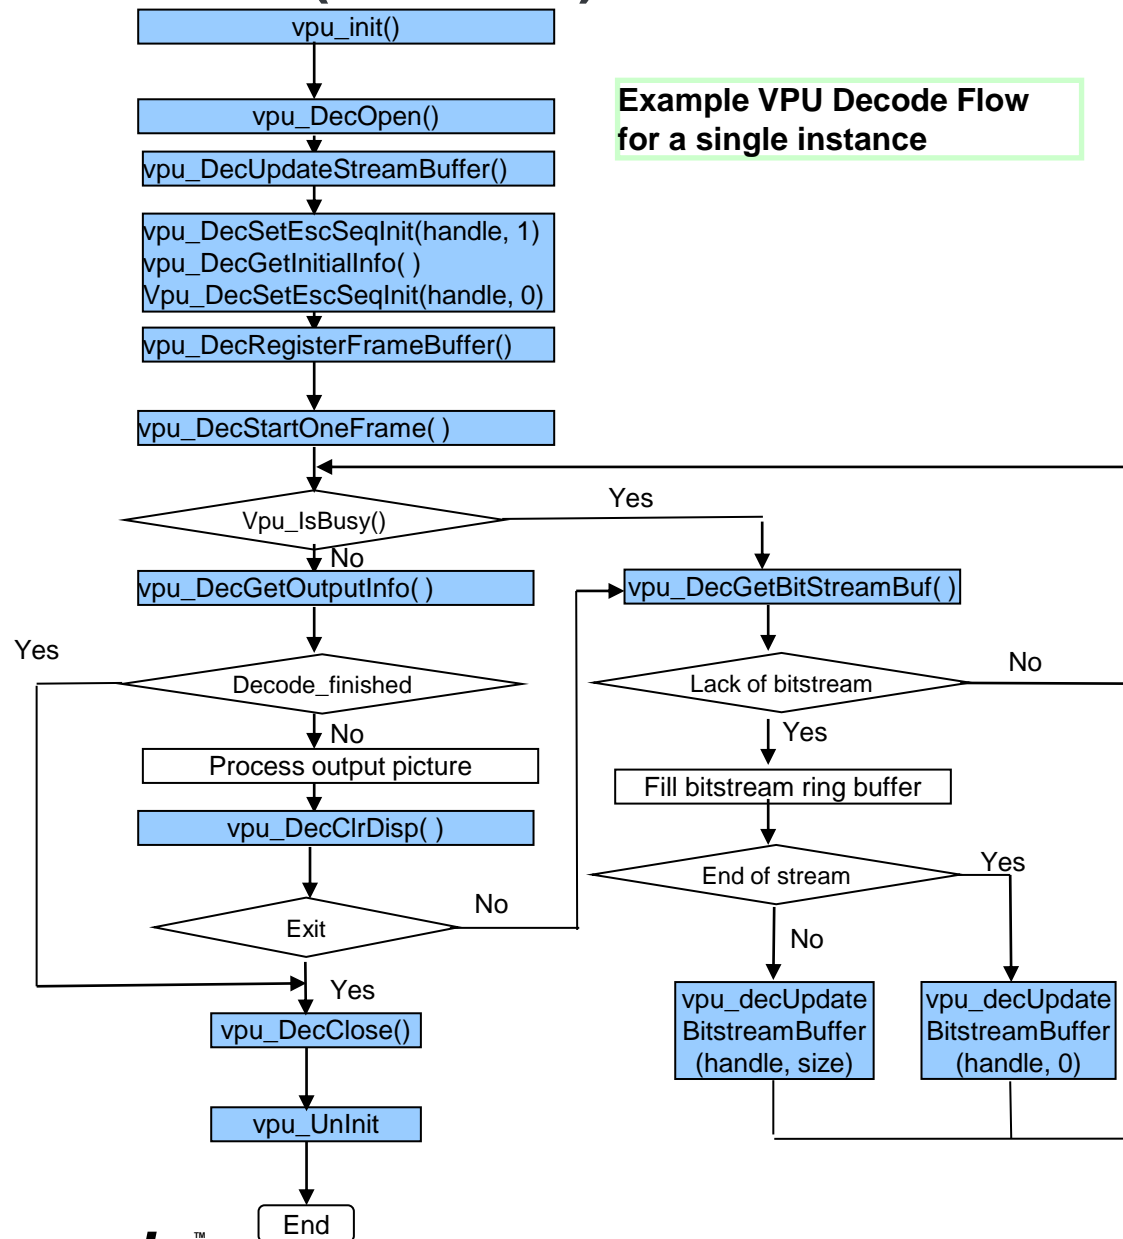 vpu_init()
Example VPU Decode Flow
for a single instance
vpu_DecOpen()
vpu_DecUpdateStreamBuffer()
vpu_DecSetEscSeqInit(handle, 1)
vpu_DecGetInitialInfo( )
Vpu_DecSetEscSeqInit(handle, 0)
vpu_DecRegisterFrameBuffer()
vpu_DecStartOneFrame( )
Vpu_IsBusy()
Yes
No
vpu_DecGetOutputInfo( )
vpu_DecGetBitStreamBuf( )
Yes
Decode_finished
Lack of bitstream
No
No
Yes
Process output picture
Fill bitstream ring buffer
vpu_DecClrDisp( )
End of stream
Yes
Exit
No
No
Yes
vpu_decUpdate
BitstreamBuffer
(handle, size)
vpu_decUpdate
BitstreamBuffer
(handle, 0)
vpu_DecClose()
vpu_UnInit
End
™